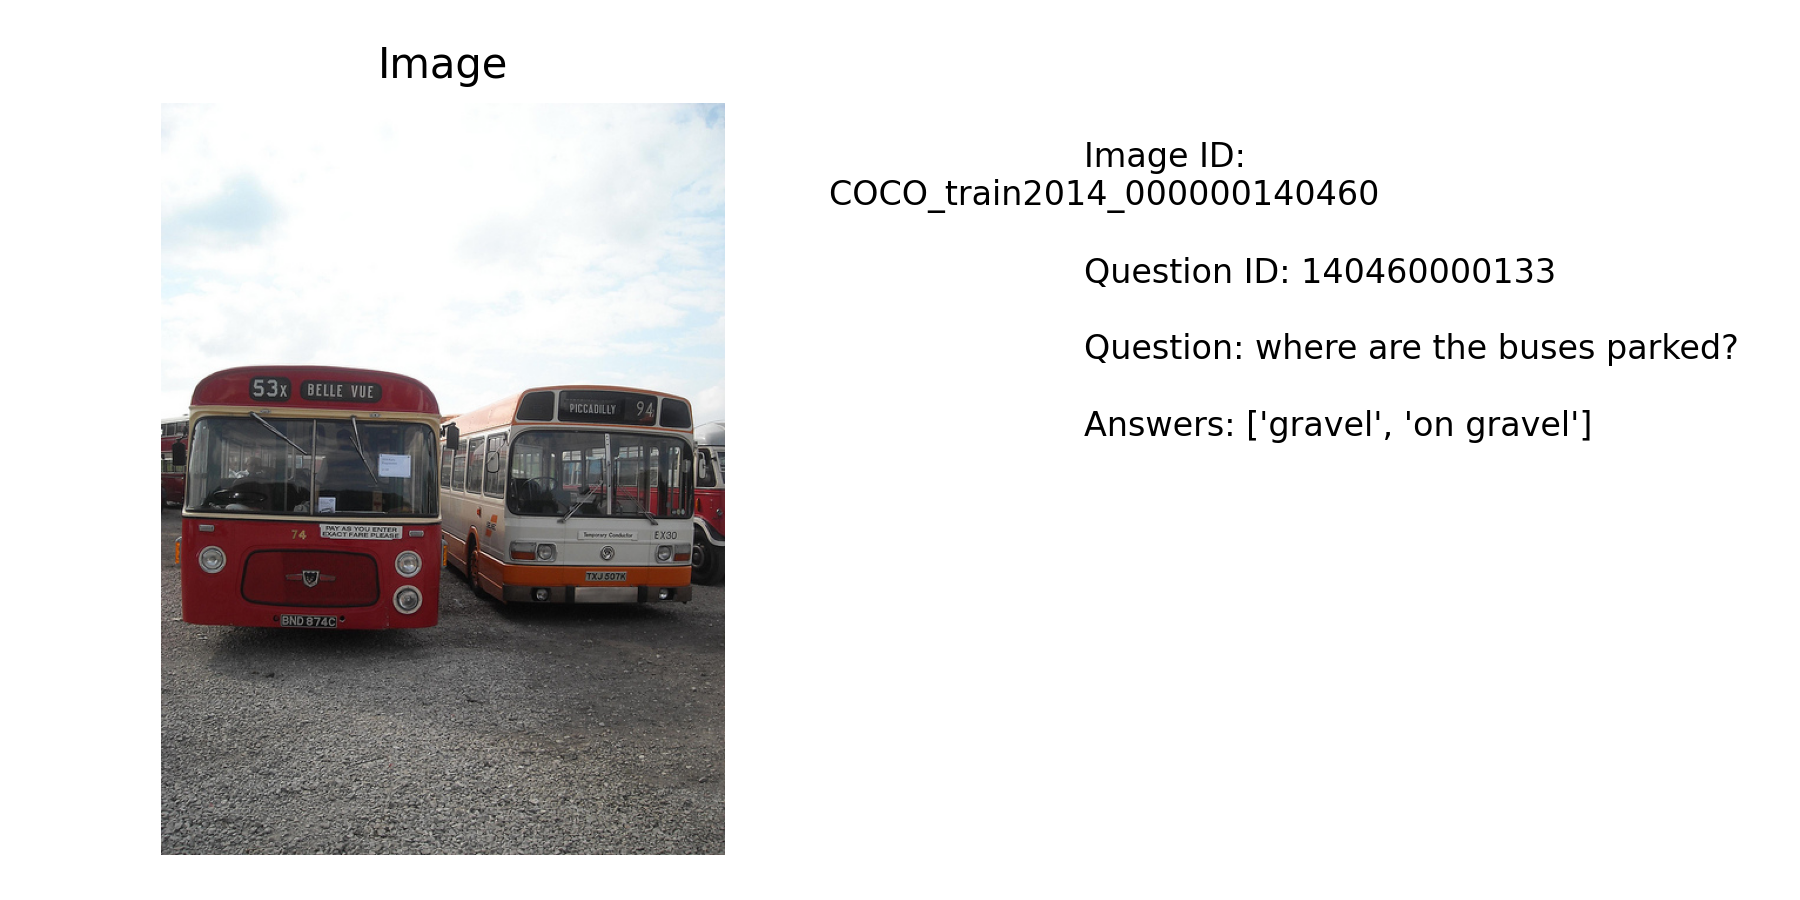 Image
53X BELLE VUE
PAY AS YOU ENTER
EXACT FARE PLEASE
74
BND 874C
PICCADILLY 94
Temporary Conductor
EX30
TXJ 507K
Image ID:
COCO_train2014_000000140460
Question ID: 140460000133
Question: where are the buses parked?
Answers: ['gravel', 'on gravel']